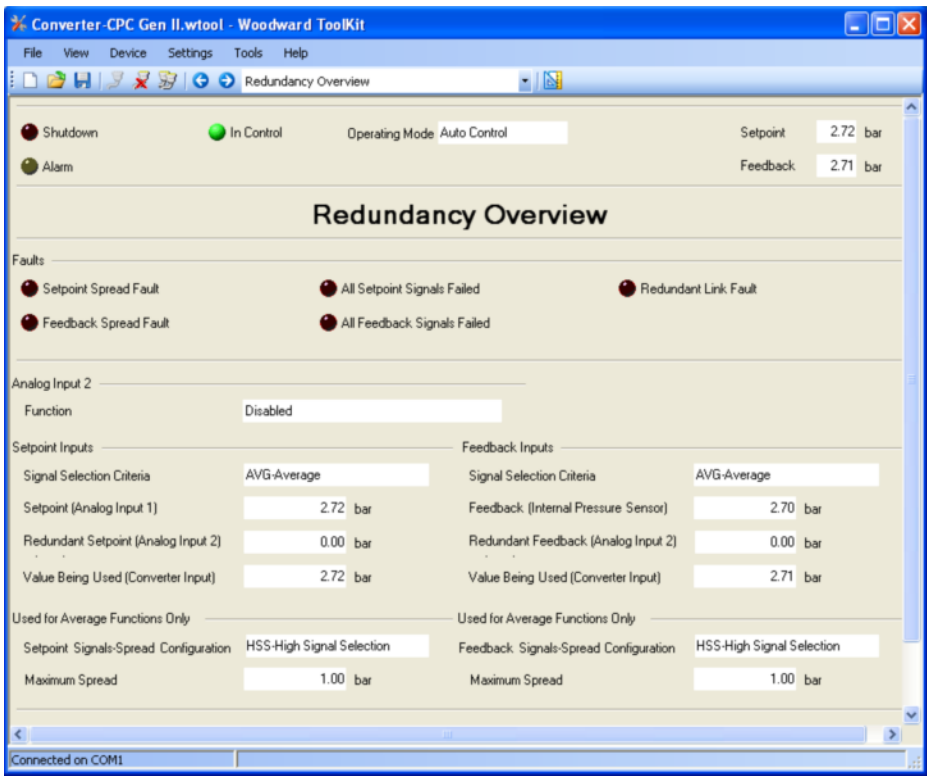 Converter-CPC Gen II.wtool - Woodward ToolKit
File View Device Settings Tools Help
Redundancy Overview
Shutdown In Control Operating Mode Auto Control Setpoint 2.72 bar
Alarm Feedback 2.71 bar
Redundancy Overview
Faults
Setpoint Spread Fault All Setpoint Signals Failed Redundant Link Fault
Feedback Spread Fault All Feedback Signals Failed
Analog Input 2
Function Disabled
Setpoint Inputs Feedback Inputs
Signal Selection Criteria AVG-Average Signal Selection Criteria AVG-Average
Setpoint (Analog Input 1) 2.72 bar Feedback (Internal Pressure Sensor) 2.70 bar
Redundant Setpoint (Analog Input 2) 0.00 bar Redundant Feedback (Analog Input 2) 0.00 bar
Value Being Used (Converter Input) 2.72 bar Value Being Used (Converter Input) 2.71 bar
Used for Average Functions Only Used for Average Functions Only
Setpoint Signals-Spread Configuration HSS-High Signal Selection Feedback Signals-Spread Configuration HSS-High Signal Selection
Maximum Spread 1.00 bar Maximum Spread 1.00 bar
Connected on COM1